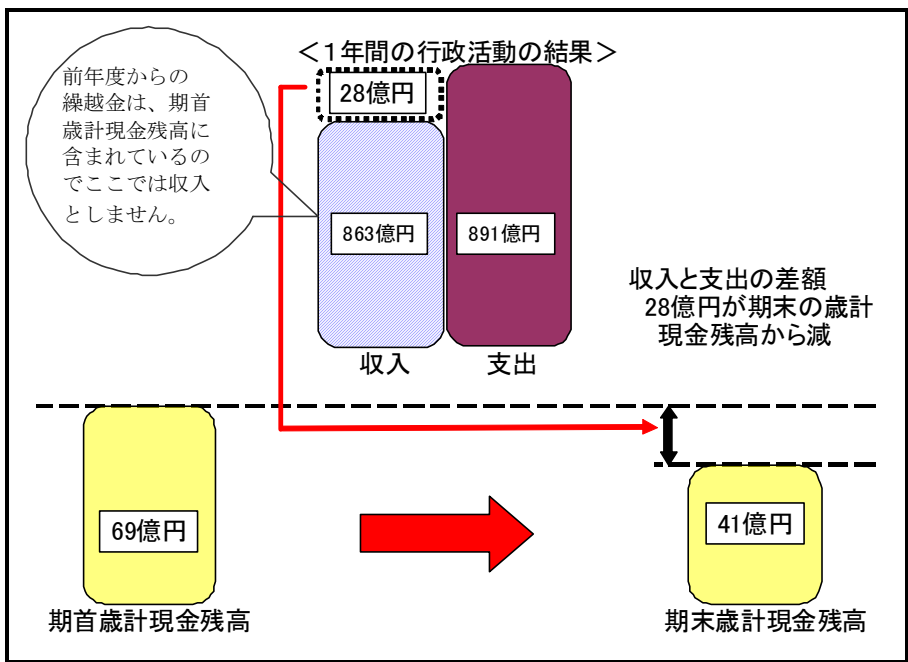 ＜１年間の行政活動の結果＞
前年度からの
繰越金は、期首
歳計現金残高に
含まれているの
でここでは収入
としません。
28億円
863億円
891億円
収入
支出
収入と支出の差額
28億円が期末の歳計
現金残高から減
69億円
41億円
期首歳計現金残高
期末歳計現金残高